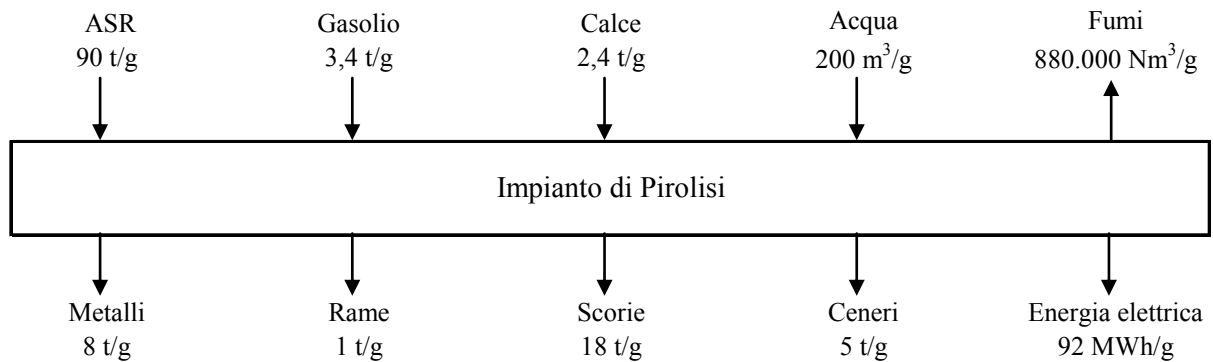 ASR
90 t/g
Gasolio
3,4 t/g
Calce
2,4 t/g
Acqua
200 m³/g
Fumi
880.000 Nm³/g
Impianto di Pirolisi
Metalli
8 t/g
Rame
1 t/g
Scorie
18 t/g
Ceneri
5 t/g
Energia elettrica
92 MWh/g